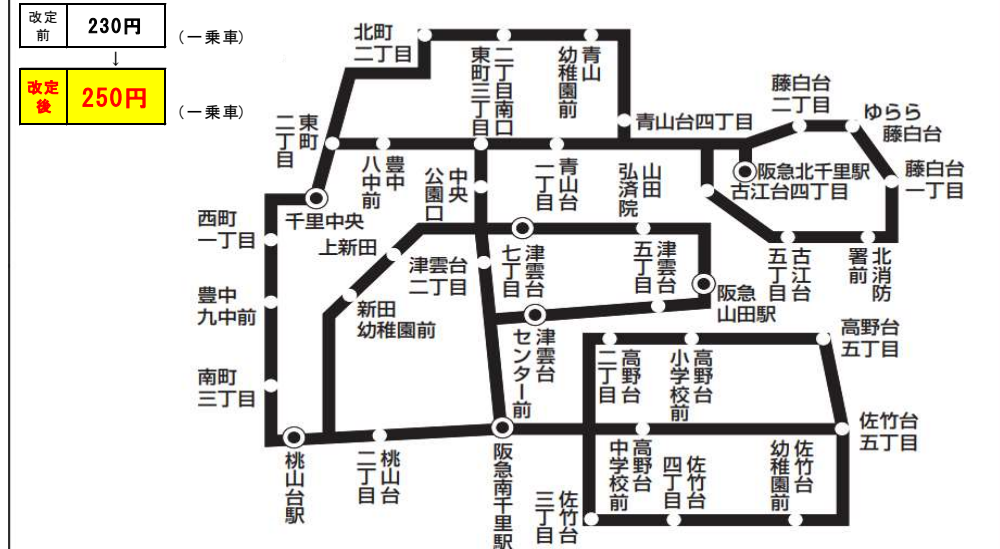 改定
前
230円
(一乗車)
↓
改定
後
250円
(一乗車)
北町
二丁目
東町三丁目
二丁目南口
青山
幼稚園前
青山台四丁目
藤白台
二丁目
ゆらら
藤白台
藤白台
一丁目
阪急北千里駅
古江台四丁目
北消防
署前
古江台
五丁目
東町
二丁目
豊中
八中前
中央
公園口
青山台
一丁目
山田
弘済院
千里中央
西町
一丁目
上新田
津雲台
二丁目
津雲台
七丁目
津雲台
五丁目
阪急
山田駅
豊中
九中前
新田
幼稚園前
津雲台
センター前
南町
三丁目
桃山台駅
桃山台
二丁目
阪急南千里駅
高野台
二丁目
高野台
小学校前
高野台
五丁目
佐竹台
五丁目
高野台
中学校前
佐竹台
四丁目
佐竹台
幼稚園前
佐竹台
三丁目